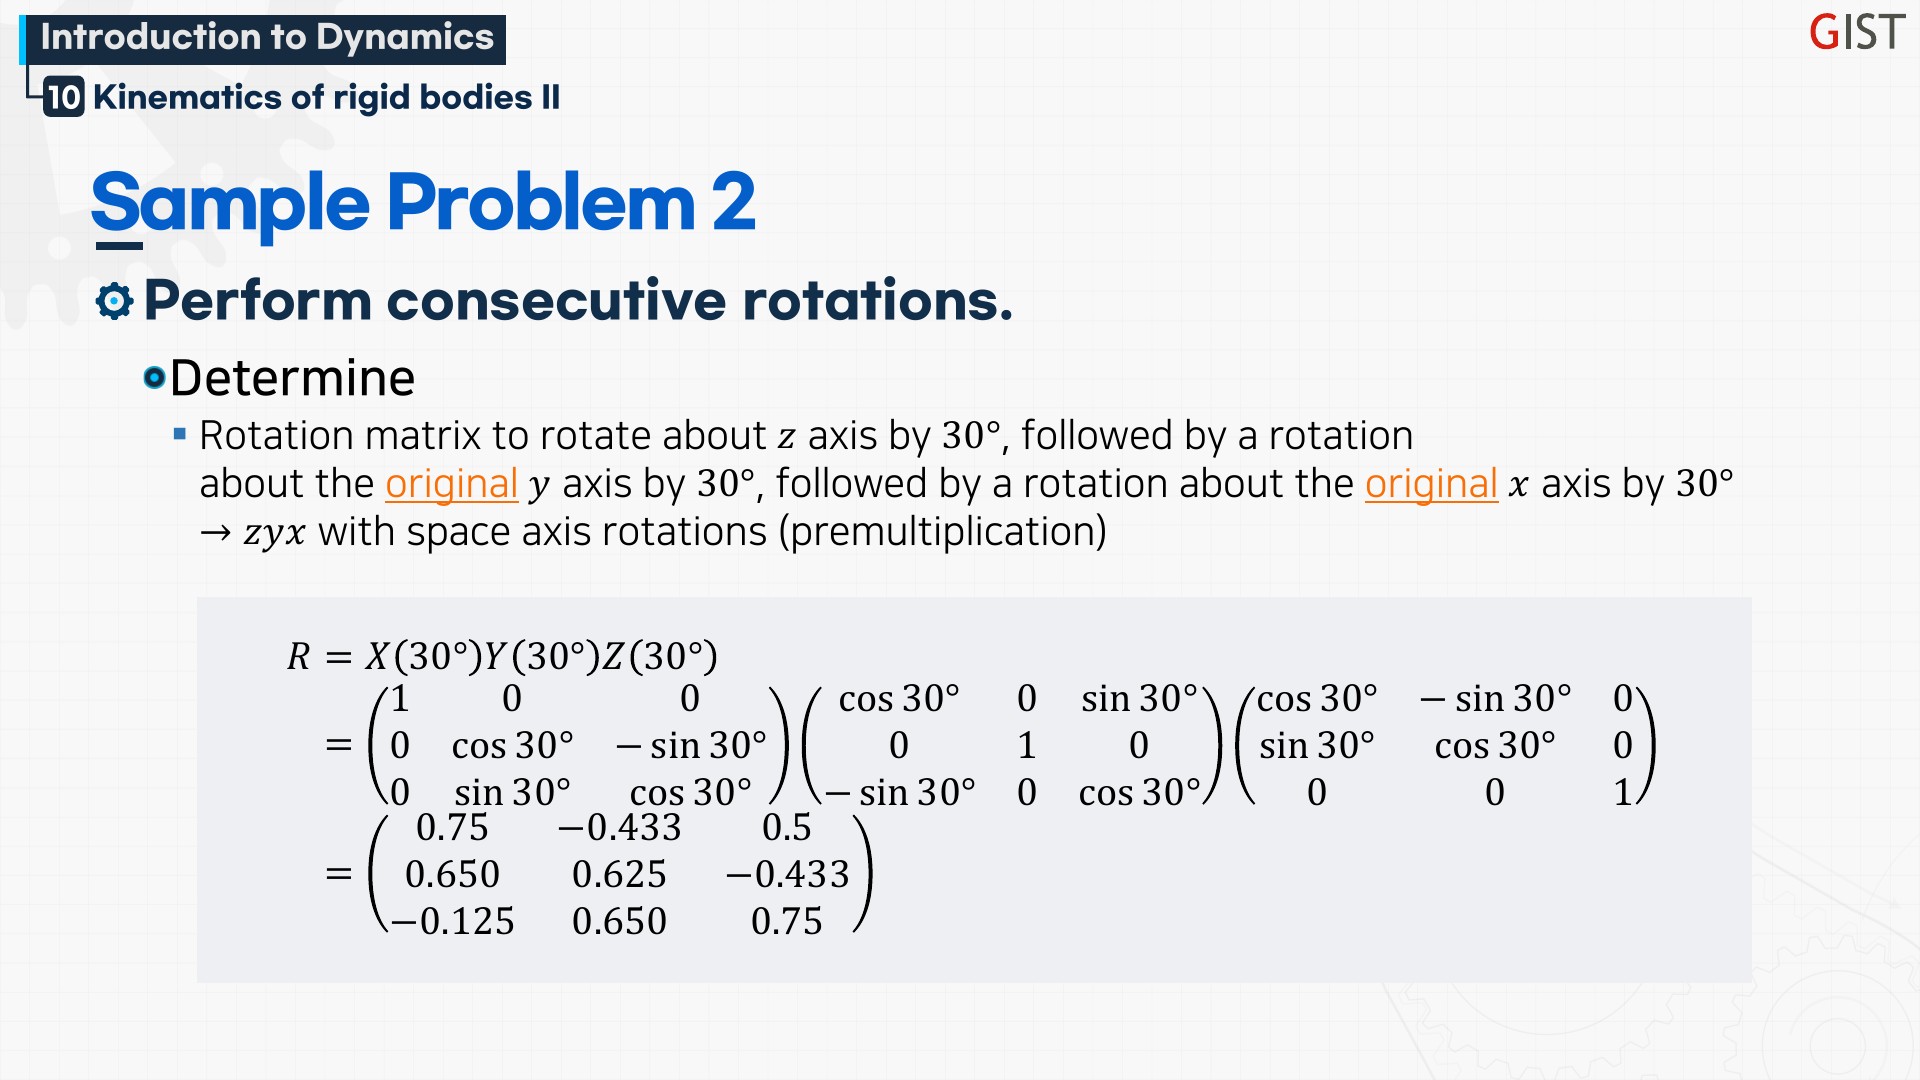 Introduction to Dynamics
GIST
10 Kinematics of rigid bodies II
Sample Problem 2
Perform consecutive rotations.
Determine
Rotation matrix to rotate about z axis by 30°, followed by a rotation
about the original y axis by 30°, followed by a rotation about the original x axis by 30°
→ zyx with space axis rotations (premultiplication)
R = X(30°)Y(30°)Z(30°)
1 0 0 cos 30° 0 sin 30° cos 30° − sin 30° 0
= ( 0 cos 30° − sin 30° ) ( 0 1 0 ) ( sin 30° cos 30° 0 )
0 sin 30° cos 30° − sin 30° 0 cos 30° 0 0 1
0.75 −0.433 0.5
= ( 0.650 0.625 −0.433 )
−0.125 0.650 0.75